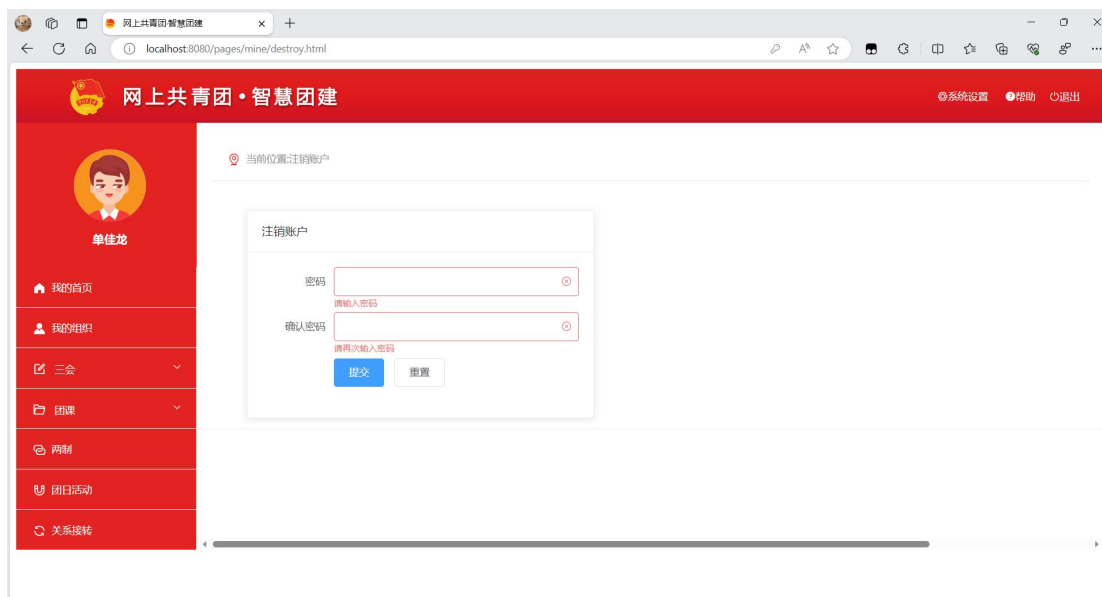 网上共青团·智慧团建
localhost:8080/pages/mine/destroy.html
网上共青团·智慧团建
系统设置 帮助 退出
单佳龙
我的首页
我的组织
三会
团课
两制
团日活动
关系接转
当前位置:注销账户
注销账户
密码
请输入密码
确认密码
请再次输入密码
提交 重置